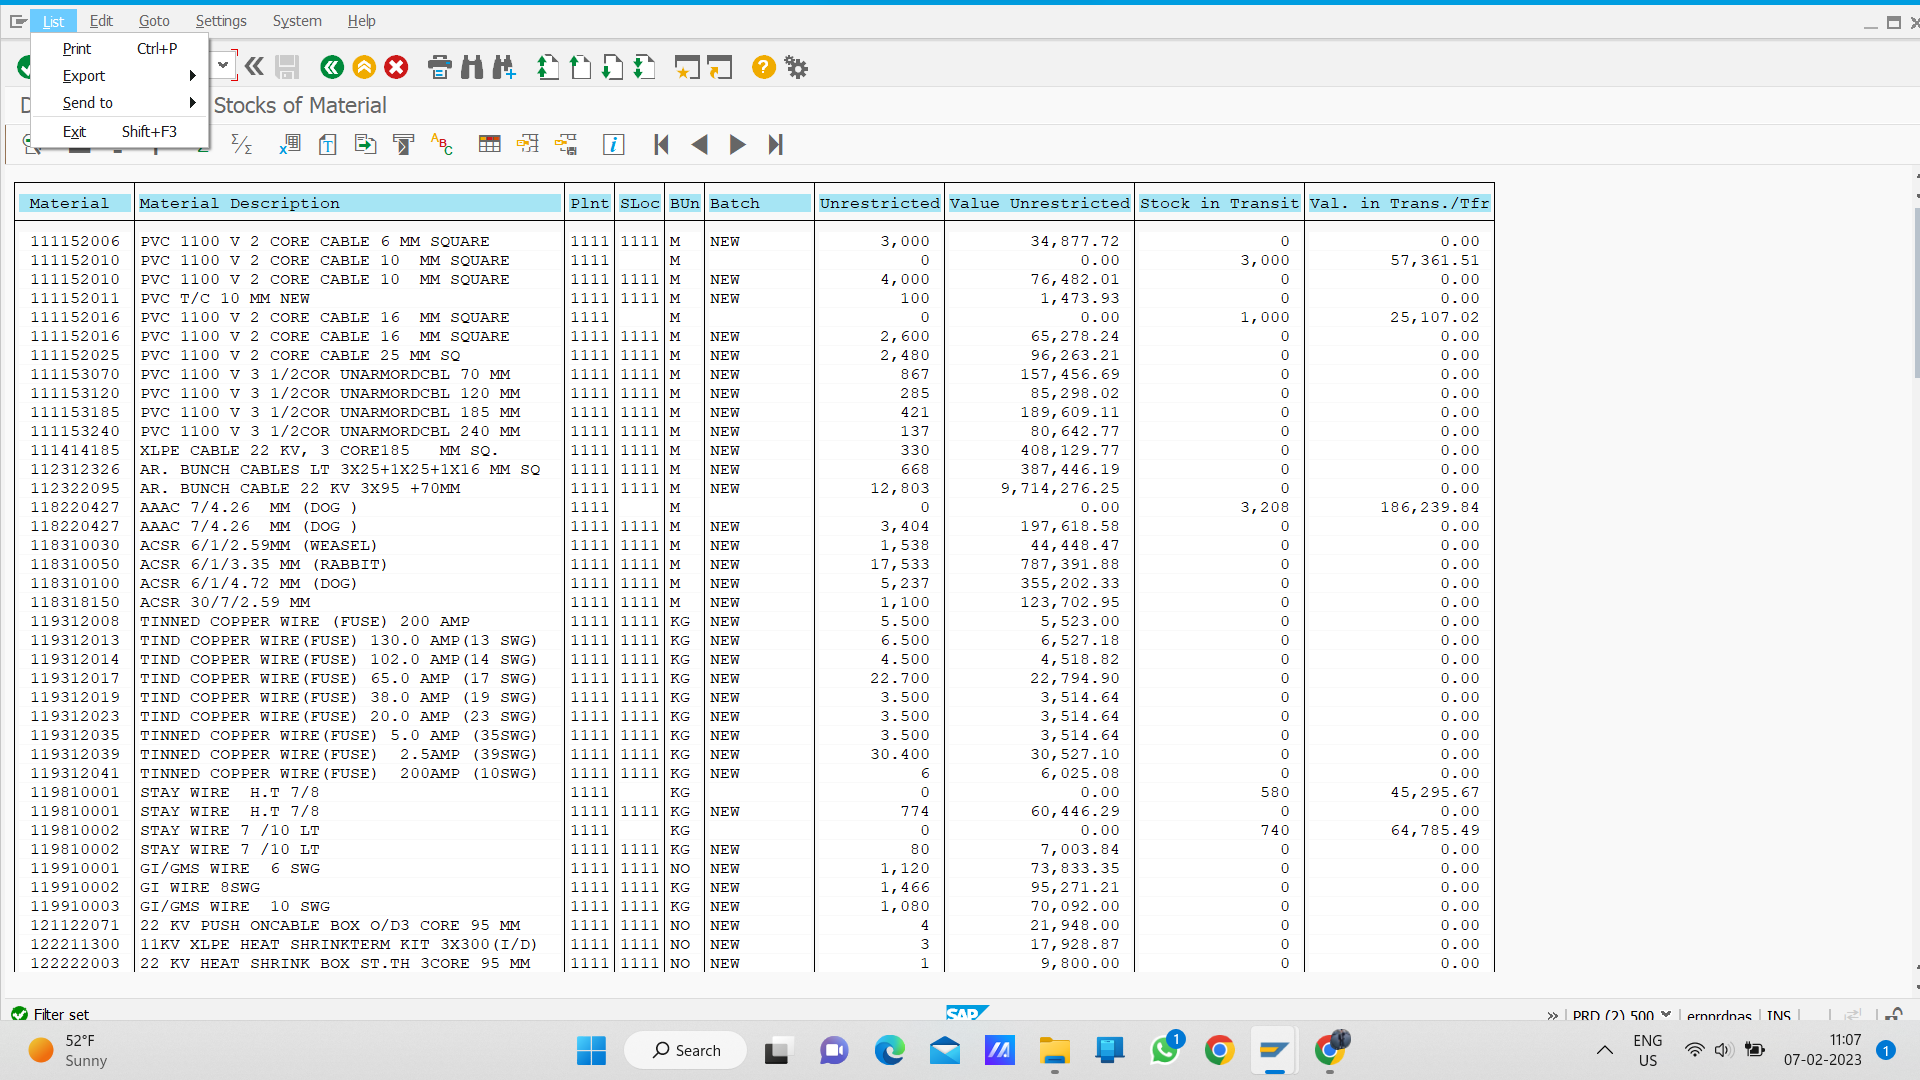 List Edit Goto Settings System Help
Print Ctrl+P
Export
Send to
Exit Shift+F3
Stocks of Material
Material Material Description Plnt SLoc BUn Batch Unrestricted Value Unrestricted Stock in Transit Val. in Trans./Tfr
111152006 PVC 1100 V 2 CORE CABLE 6 MM SQUARE 1111 1111 M NEW 3,000 34,877.72 0 0.00
111152010 PVC 1100 V 2 CORE CABLE 10 MM SQUARE 1111 M 0 0.00 3,000 57,361.51
111152010 PVC 1100 V 2 CORE CABLE 10 MM SQUARE 1111 1111 M NEW 4,000 76,482.01 0 0.00
111152011 PVC T/C 10 MM NEW 1111 1111 M NEW 100 1,473.93 0 0.00
111152016 PVC 1100 V 2 CORE CABLE 16 MM SQUARE 1111 M 0 0.00 1,000 25,107.02
111152016 PVC 1100 V 2 CORE CABLE 16 MM SQUARE 1111 1111 M NEW 2,600 65,278.24 0 0.00
111152025 PVC 1100 V 2 CORE CABLE 25 MM SQ 1111 1111 M NEW 2,480 96,263.21 0 0.00
111153070 PVC 1100 V 3 1/2COR UNARMORDCBL 70 MM 1111 1111 M NEW 867 157,456.69 0 0.00
111153120 PVC 1100 V 3 1/2COR UNARMORDCBL 120 MM 1111 1111 M NEW 285 85,298.02 0 0.00
111153185 PVC 1100 V 3 1/2COR UNARMORDCBL 185 MM 1111 1111 M NEW 421 189,609.11 0 0.00
111153240 PVC 1100 V 3 1/2COR UNARMORDCBL 240 MM 1111 1111 M NEW 137 80,642.77 0 0.00
111414185 XLPE CABLE 22 KV, 3 CORE185 MM SQ. 1111 1111 M NEW 330 408,129.77 0 0.00
112312326 AR. BUNCH CABLES LT 3X25+1X25+1X16 MM SQ 1111 1111 M NEW 668 387,446.19 0 0.00
112322095 AR. BUNCH CABLE 22 KV 3X95 +70MM 1111 1111 M NEW 12,803 9,714,276.25 0 0.00
118220427 AAAC 7/4.26 MM (DOG ) 1111 M 0 0.00 3,208 186,239.84
118220427 AAAC 7/4.26 MM (DOG ) 1111 1111 M NEW 3,404 197,618.58 0 0.00
118310030 ACSR 6/1/2.59MM (WEASEL) 1111 1111 M NEW 1,538 44,448.47 0 0.00
118310050 ACSR 6/1/3.35 MM (RABBIT) 1111 1111 M NEW 17,533 787,391.88 0 0.00
118310100 ACSR 6/1/4.72 MM (DOG) 1111 1111 M NEW 5,237 355,202.33 0 0.00
118318150 ACSR 30/7/2.59 MM 1111 1111 M NEW 1,100 123,702.95 0 0.00
119312008 TINNED COPPER WIRE (FUSE) 200 AMP 1111 1111 KG NEW 5.500 5,523.00 0 0.00
119312013 TIND COPPER WIRE(FUSE) 130.0 AMP(13 SWG) 1111 1111 KG NEW 6.500 6,527.18 0 0.00
119312014 TIND COPPER WIRE(FUSE) 102.0 AMP(14 SWG) 1111 1111 KG NEW 4.500 4,518.82 0 0.00
119312017 TIND COPPER WIRE(FUSE) 65.0 AMP (17 SWG) 1111 1111 KG NEW 22.700 22,794.90 0 0.00
119312019 TIND COPPER WIRE(FUSE) 38.0 AMP (19 SWG) 1111 1111 KG NEW 3.500 3,514.64 0 0.00
119312023 TIND COPPER WIRE(FUSE) 20.0 AMP (23 SWG) 1111 1111 KG NEW 3.500 3,514.64 0 0.00
119312035 TINNED COPPER WIRE(FUSE) 5.0 AMP (35SWG) 1111 1111 KG NEW 3.500 3,514.64 0 0.00
119312039 TINNED COPPER WIRE(FUSE) 2.5AMP (39SWG) 1111 1111 KG NEW 30.400 30,527.10 0 0.00
119312041 TINNED COPPER WIRE(FUSE) 200AMP (10SWG) 1111 1111 KG NEW 6 6,025.08 0 0.00
119810001 STAY WIRE H.T 7/8 1111 KG 0 0.00 580 45,295.67
119810001 STAY WIRE H.T 7/8 1111 1111 KG NEW 774 60,446.29 0 0.00
119810002 STAY WIRE 7 /10 LT 1111 KG 0 0.00 740 64,785.49
119810002 STAY WIRE 7 /10 LT 1111 1111 KG NEW 80 7,003.84 0 0.00
119910001 GI/GMS WIRE 6 SWG 1111 1111 NO NEW 1,120 73,833.35 0 0.00
119910002 GI WIRE 8SWG 1111 1111 KG NEW 1,466 95,271.21 0 0.00
119910003 GI/GMS WIRE 10 SWG 1111 1111 KG NEW 1,080 70,092.00 0 0.00
121122071 22 KV PUSH ONCABLE BOX O/D3 CORE 95 MM 1111 1111 NO NEW 4 21,948.00 0 0.00
122211300 11KV XLPE HEAT SHRINKTERM KIT 3X300(I/D) 1111 1111 NO NEW 3 17,928.87 0 0.00
122222003 22 KV HEAT SHRINK BOX ST.TH 3CORE 95 MM 1111 1111 NO NEW 1 9,800.00 0 0.00
Filter set SAP PRD (2) 500 erpprdpas INS
52°F
Sunny
Search
1
ENG
US
11:07
07-02-2023
1